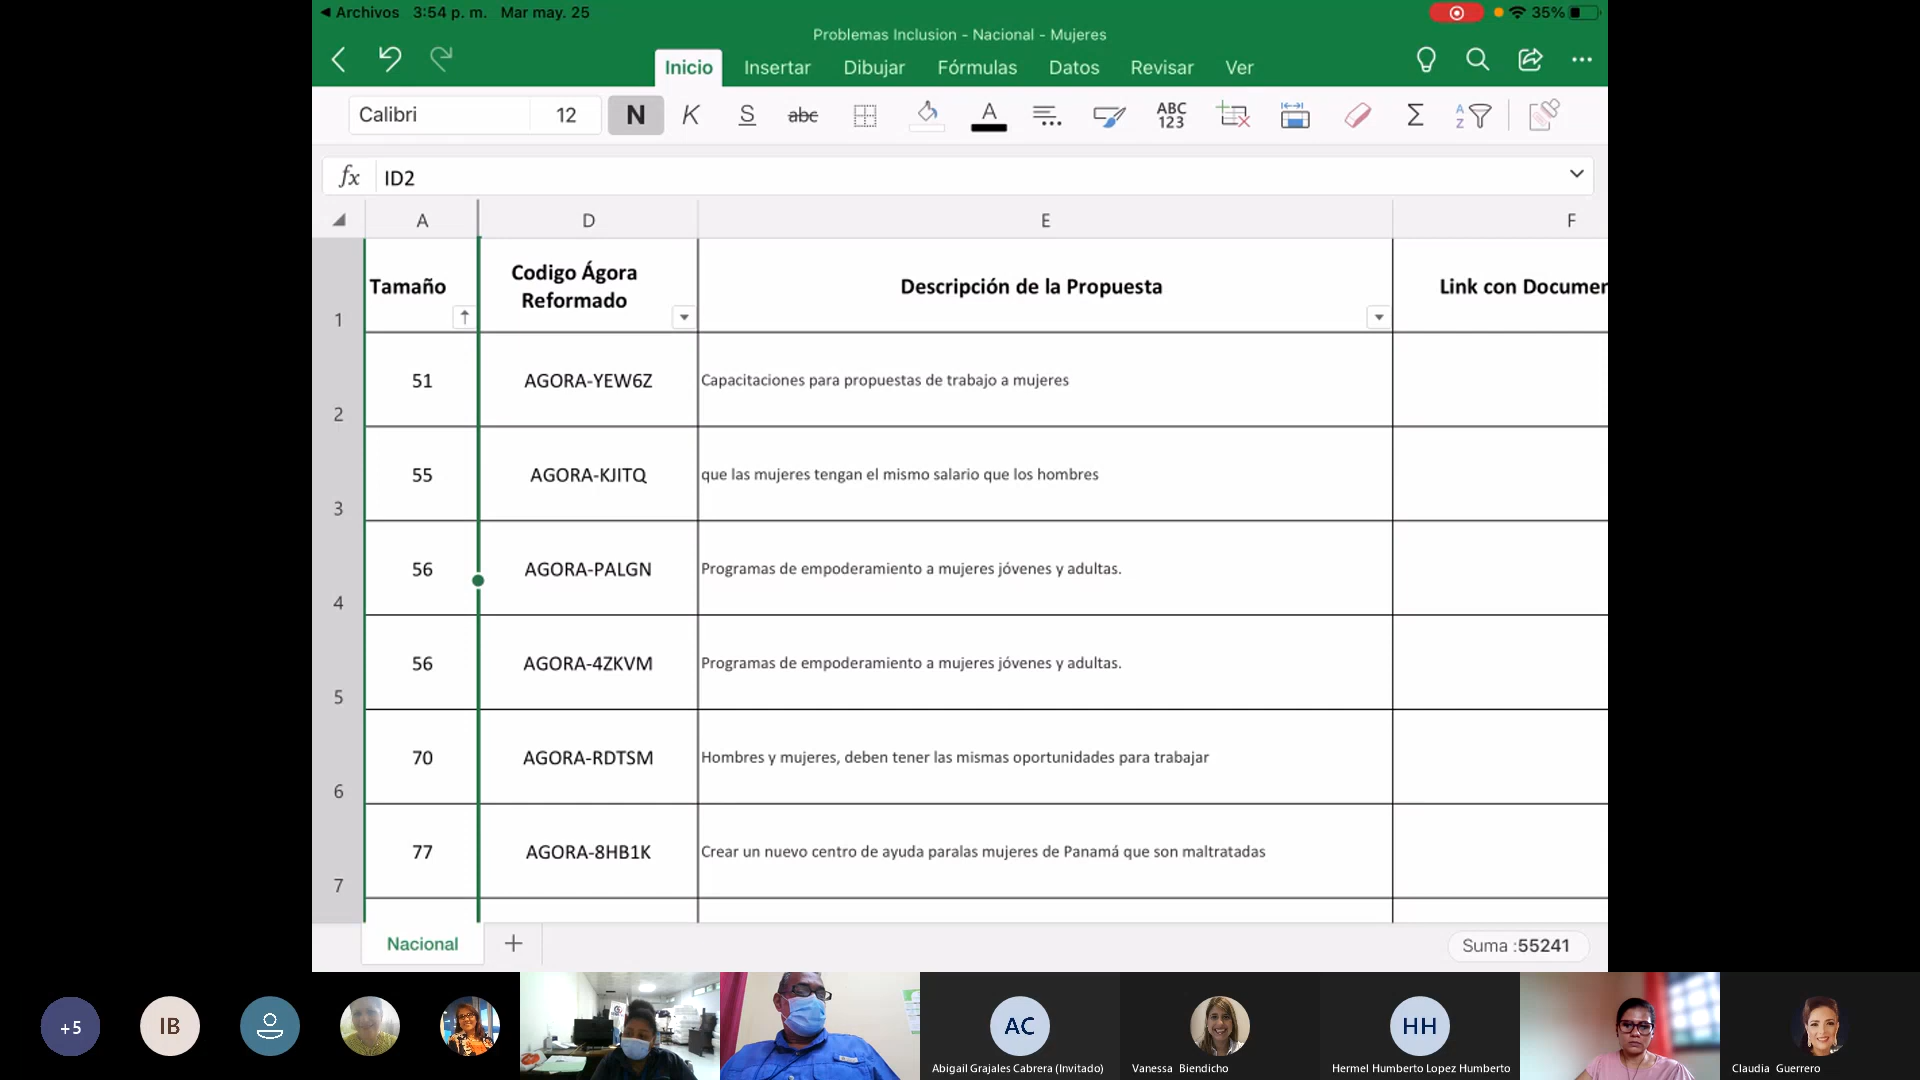 Archivos 3:54 p. m. Mar may. 25
35%
Problemas Inclusion - Nacional - Mujeres
Inicio Insertar Dibujar Fórmulas Datos Revisar Ver
Calibri 12 N K S abc A ABC 123 Σ A Z
fx ID2
A D E F
1 Tamaño Codigo Ágora Reformado Descripción de la Propuesta Link con Documen
2 51 AGORA-YEW6Z Capacitaciones para propuestas de trabajo a mujeres
3 55 AGORA-KJITQ que las mujeres tengan el mismo salario que los hombres
4 56 AGORA-PALGN Programas de empoderamiento a mujeres jóvenes y adultas.
5 56 AGORA-4ZKVM Programas de empoderamiento a mujeres jóvenes y adultas.
6 70 AGORA-RDTSM Hombres y mujeres, deben tener las mismas oportunidades para trabajar
7 77 AGORA-8HB1K Crear un nuevo centro de ayuda paralas mujeres de Panamá que son maltratadas
Nacional + Suma :55241
+5 IB AC HH
Abigail Grajales Cabrera (Invitado) Vanessa Biendicho Hermel Humberto Lopez Humberto Claudia Guerrero